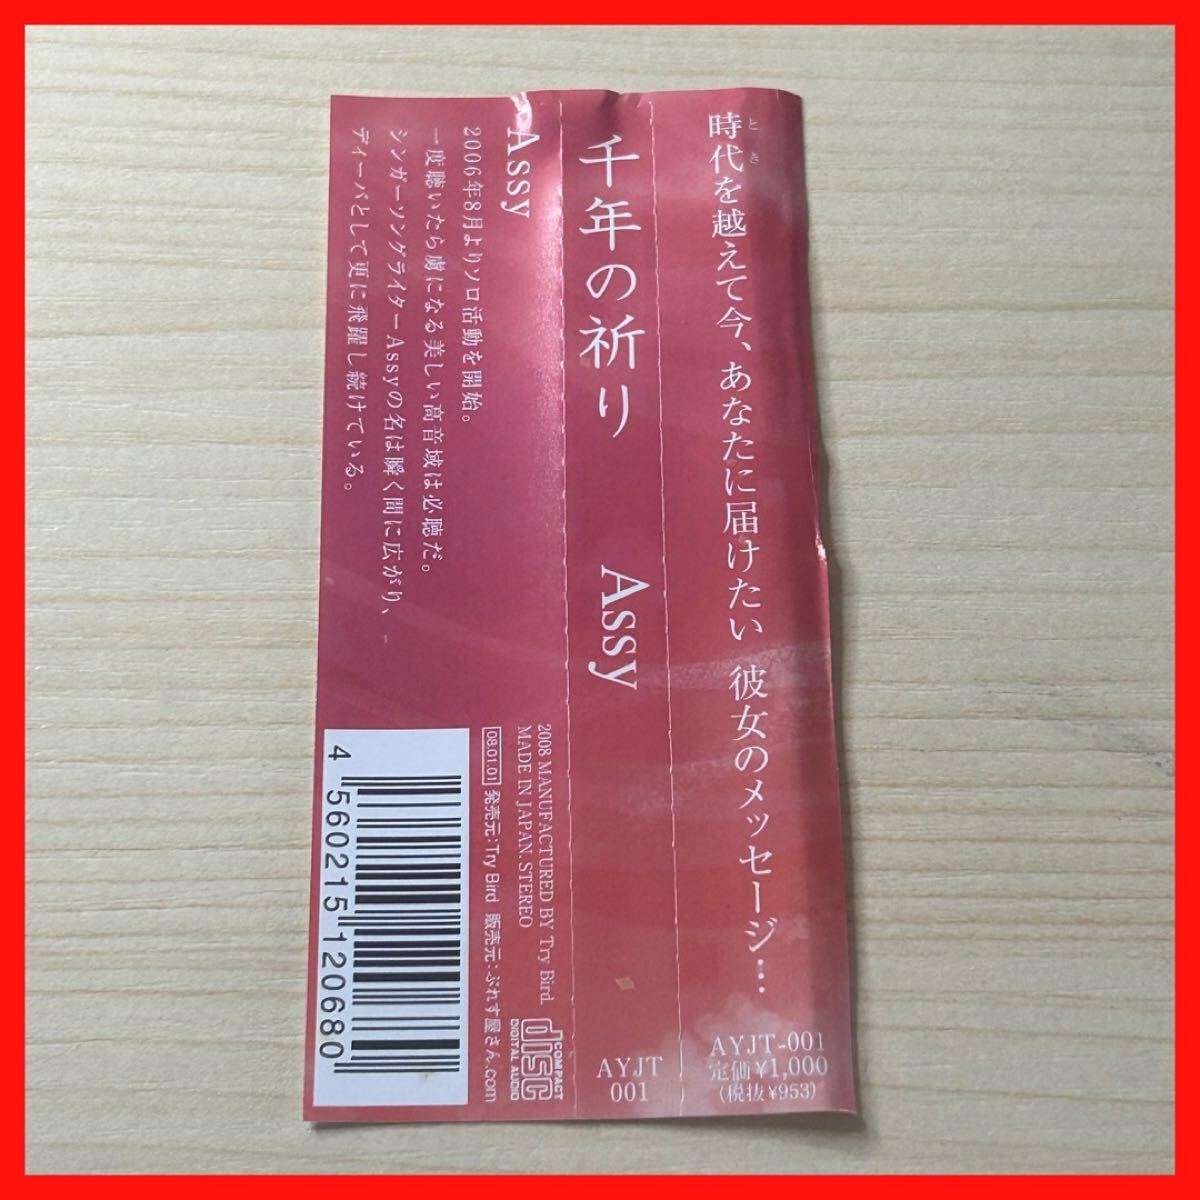 時代を越えて今、あなたに届けたい 彼女のメッセージ…
とき
AYJT-001
定価¥1,000
(税抜¥953)
千年の祈り Assy
AYJT
001
Assy
2006年8月よりソロ活動を開始。
一度聴いたら虜になる美しい高音域は必聴だ。
シンガーソングライターAssyの名は瞬く間に広がり、
ディーバとして更に飛躍し続けている。
2008 MANUFACTURED BY Try Bird.
MADE IN JAPAN. STEREO
08.01.01 発売元:Try Bird 販売元:ぷれす屋さん.com
COMPACT
disc
DIGITAL AUDIO
4 560215 120680